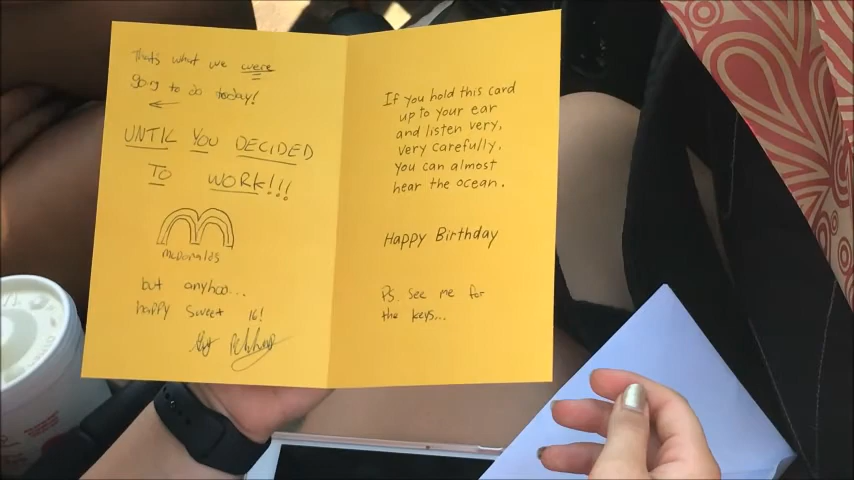 That's what we were
going to do today!
UNTIL YOU DECIDED
TO WORK!!!
McDonalds
but anyhoo...
happy sweet 16!
If you hold this card
up to your ear
and listen very,
very carefully,
you can almost
hear the ocean.
Happy Birthday
PS. see me for
the keys...